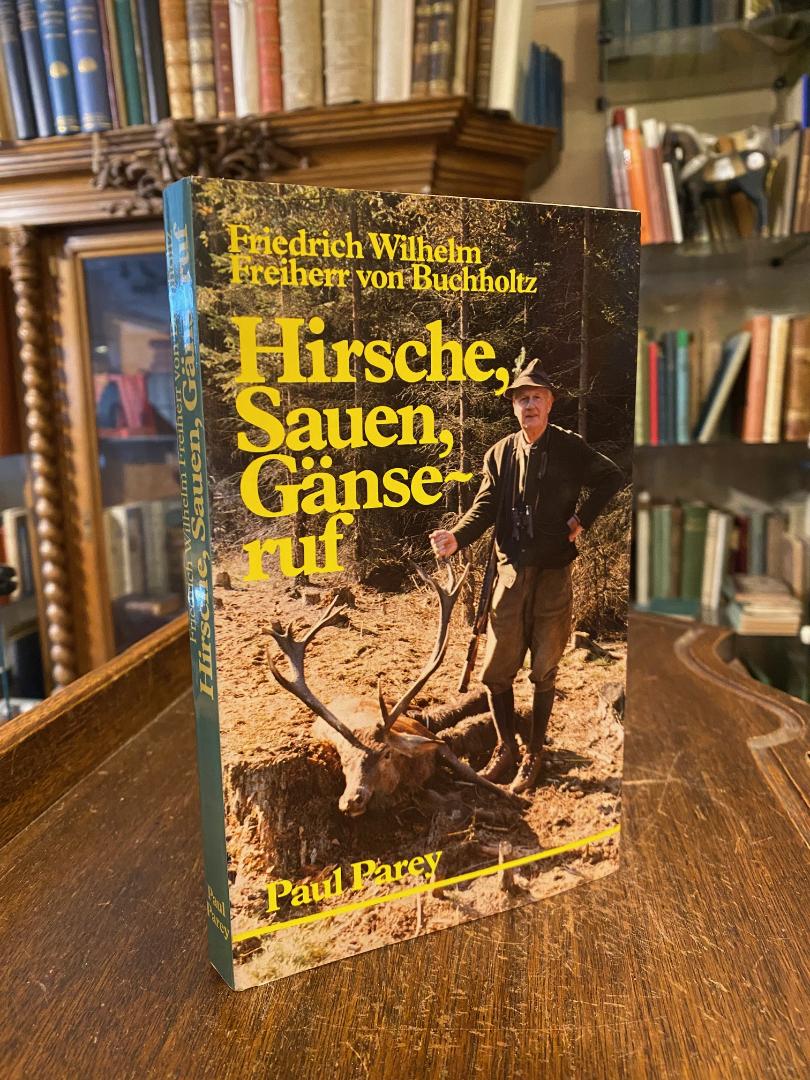 Friedrich Wilhelm
Freiherr von Buchholtz
Hirsche,
Sauen,
Gänse-
ruf
Paul Parey
Friedrich Wilhelm Freiherr von
Hirsche, Sauen, Gänseruf
Paul
Parey